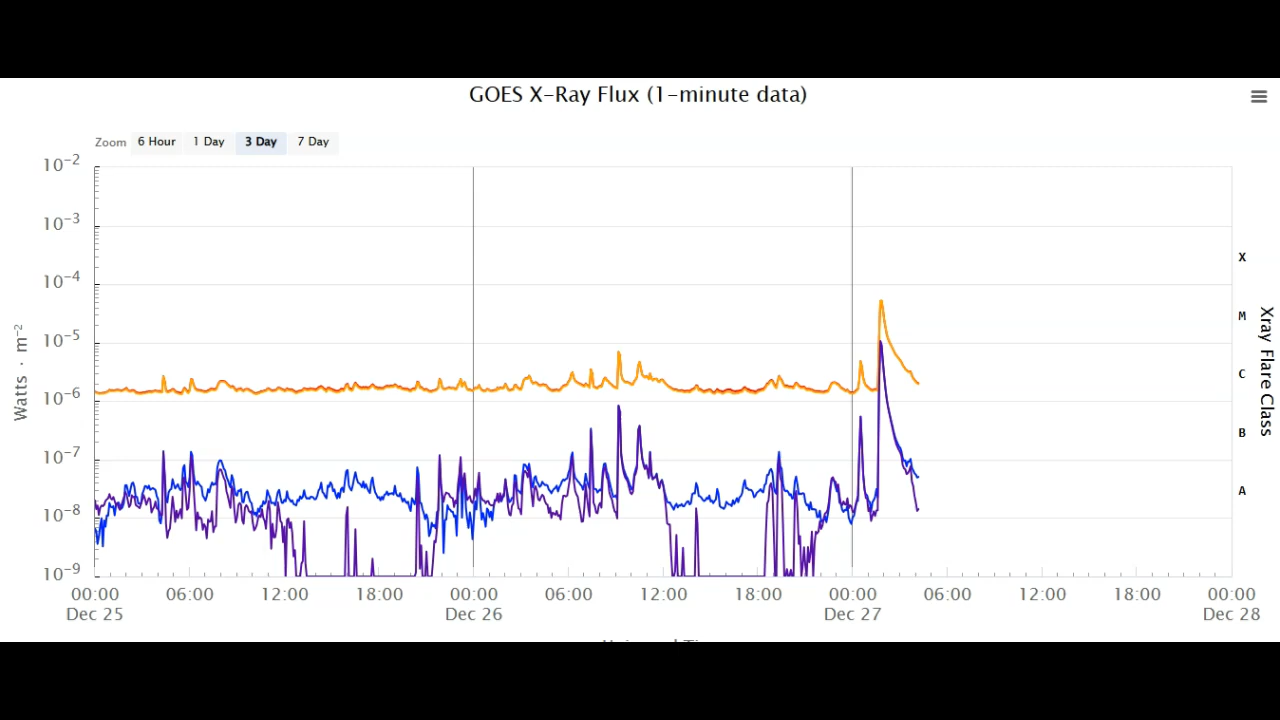 GOES X-Ray Flux (1-minute data)
Zoom 6 Hour 1 Day 3 Day 7 Day
10⁻²
10⁻³
10⁻⁴
10⁻⁵
10⁻⁶
10⁻⁷
10⁻⁸
10⁻⁹
Watts · m⁻²
X
M
C
B
A
Xray Flare Class
00:00 06:00 12:00 18:00 00:00 06:00 12:00 18:00 00:00 06:00 12:00 18:00 00:00
Dec 25 Dec 26 Dec 27 Dec 28